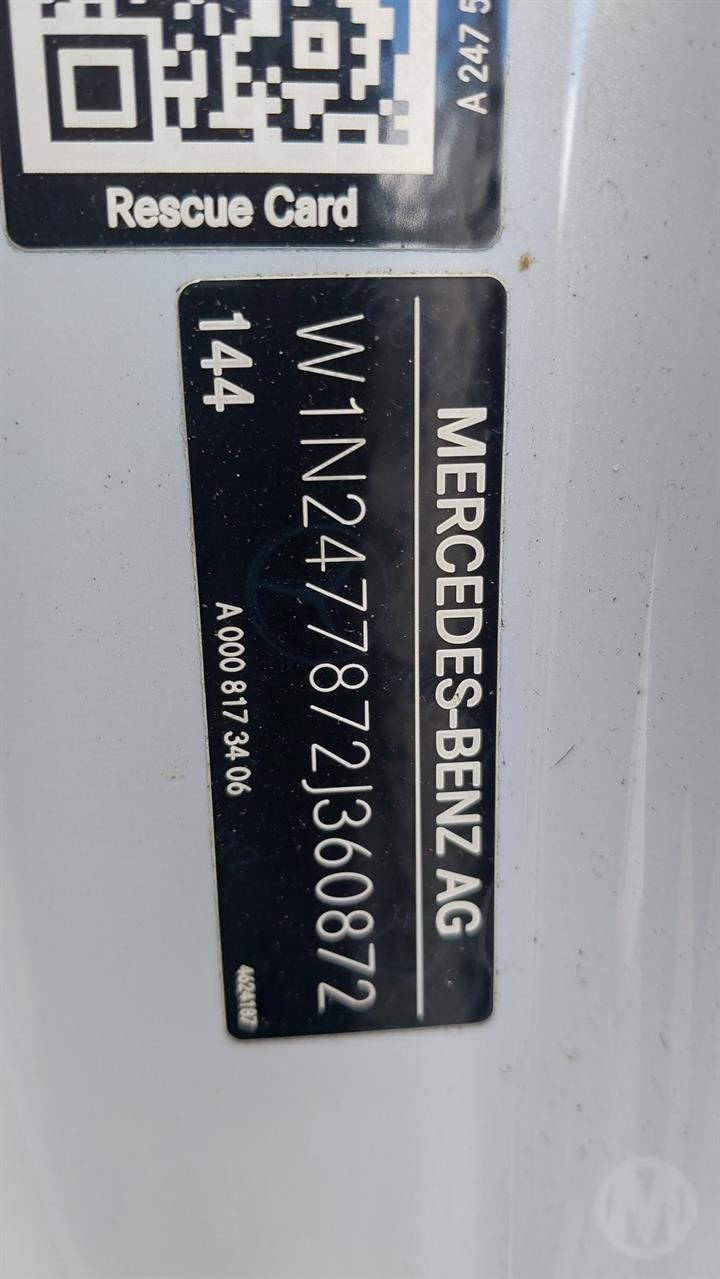 A 247 5
Rescue Card
MERCEDES-BENZ AG
W1N2477872J360872
144
A 000 817 34 06
4624187
M